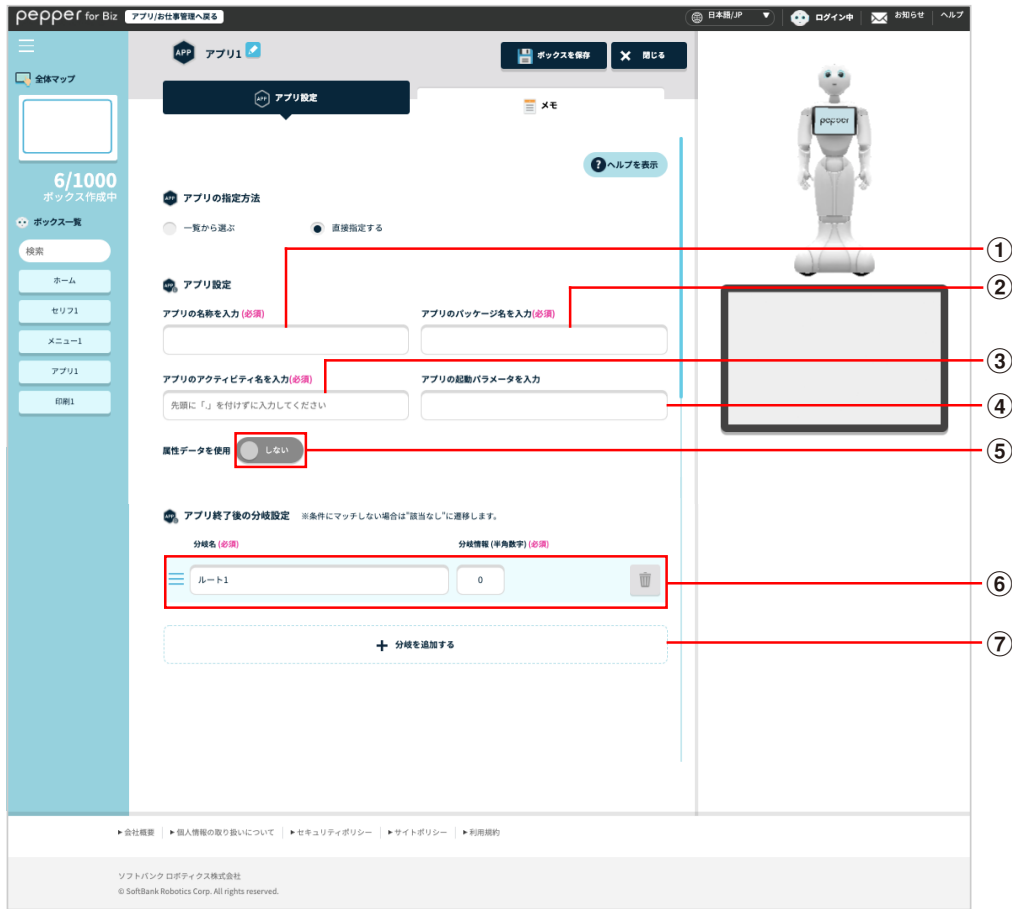 pepper for Biz アプリ/お仕事管理へ戻る 日本語/JP ▼ ログイン中 お知らせ ヘルプ
APP アプリ1 ボックスを保存 閉じる
全体マップ
APP アプリ設定 メモ
pepper
ヘルプを表示
6/1000
ボックス作成中
APP アプリの指定方法
ボックス一覧
一覧から選ぶ 直接指定する
検索
①
ホーム
APP アプリ設定
②
セリフ1
アプリの名称を入力 (必須) アプリのパッケージ名を入力(必須)
メニュー1
③
アプリ1
アプリのアクティビティ名を入力(必須) アプリの起動パラメータを入力
印刷1
先頭に「.」を付けずに入力してください
④
属性データを使用 しない
⑤
APP アプリ終了後の分岐設定 ※条件にマッチしない場合は"該当なし"に遷移します。
分岐名 (必須) 分岐情報 (半角数字) (必須)
ルート1 0
⑥
+ 分岐を追加する
⑦
▶会社概要 ▶個人情報の取り扱いについて ▶セキュリティポリシー ▶サイトポリシー ▶利用規約
ソフトバンク ロボティクス株式会社
© SoftBank Robotics Corp. All rights reserved.